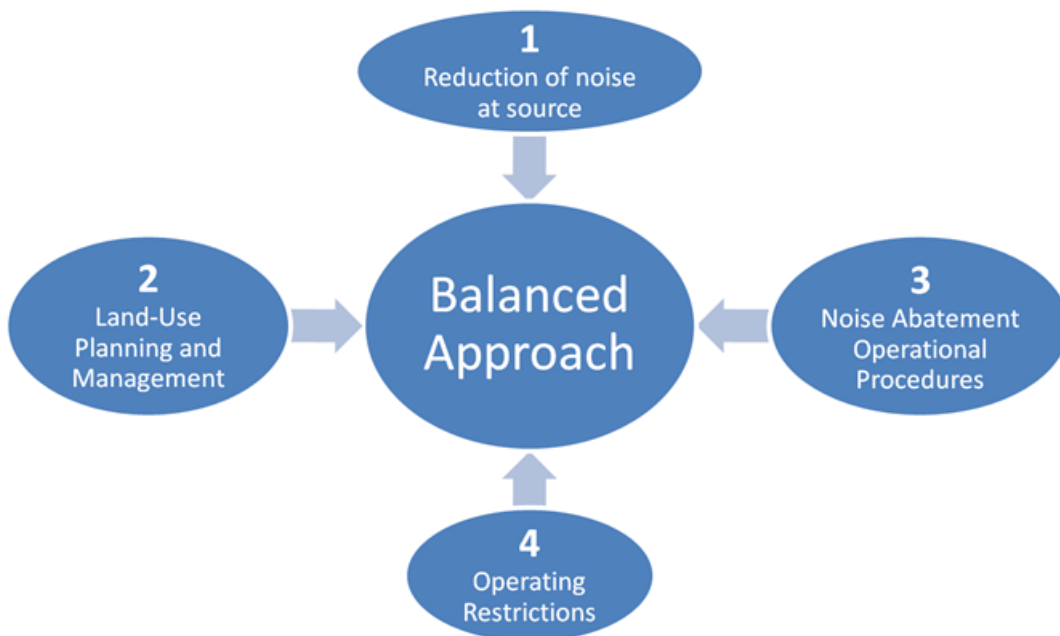 1
Reduction of noise
at source
2
Land-Use
Planning and
Management
Balanced
Approach
3
Noise Abatement
Operational
Procedures
4
Operating
Restrictions